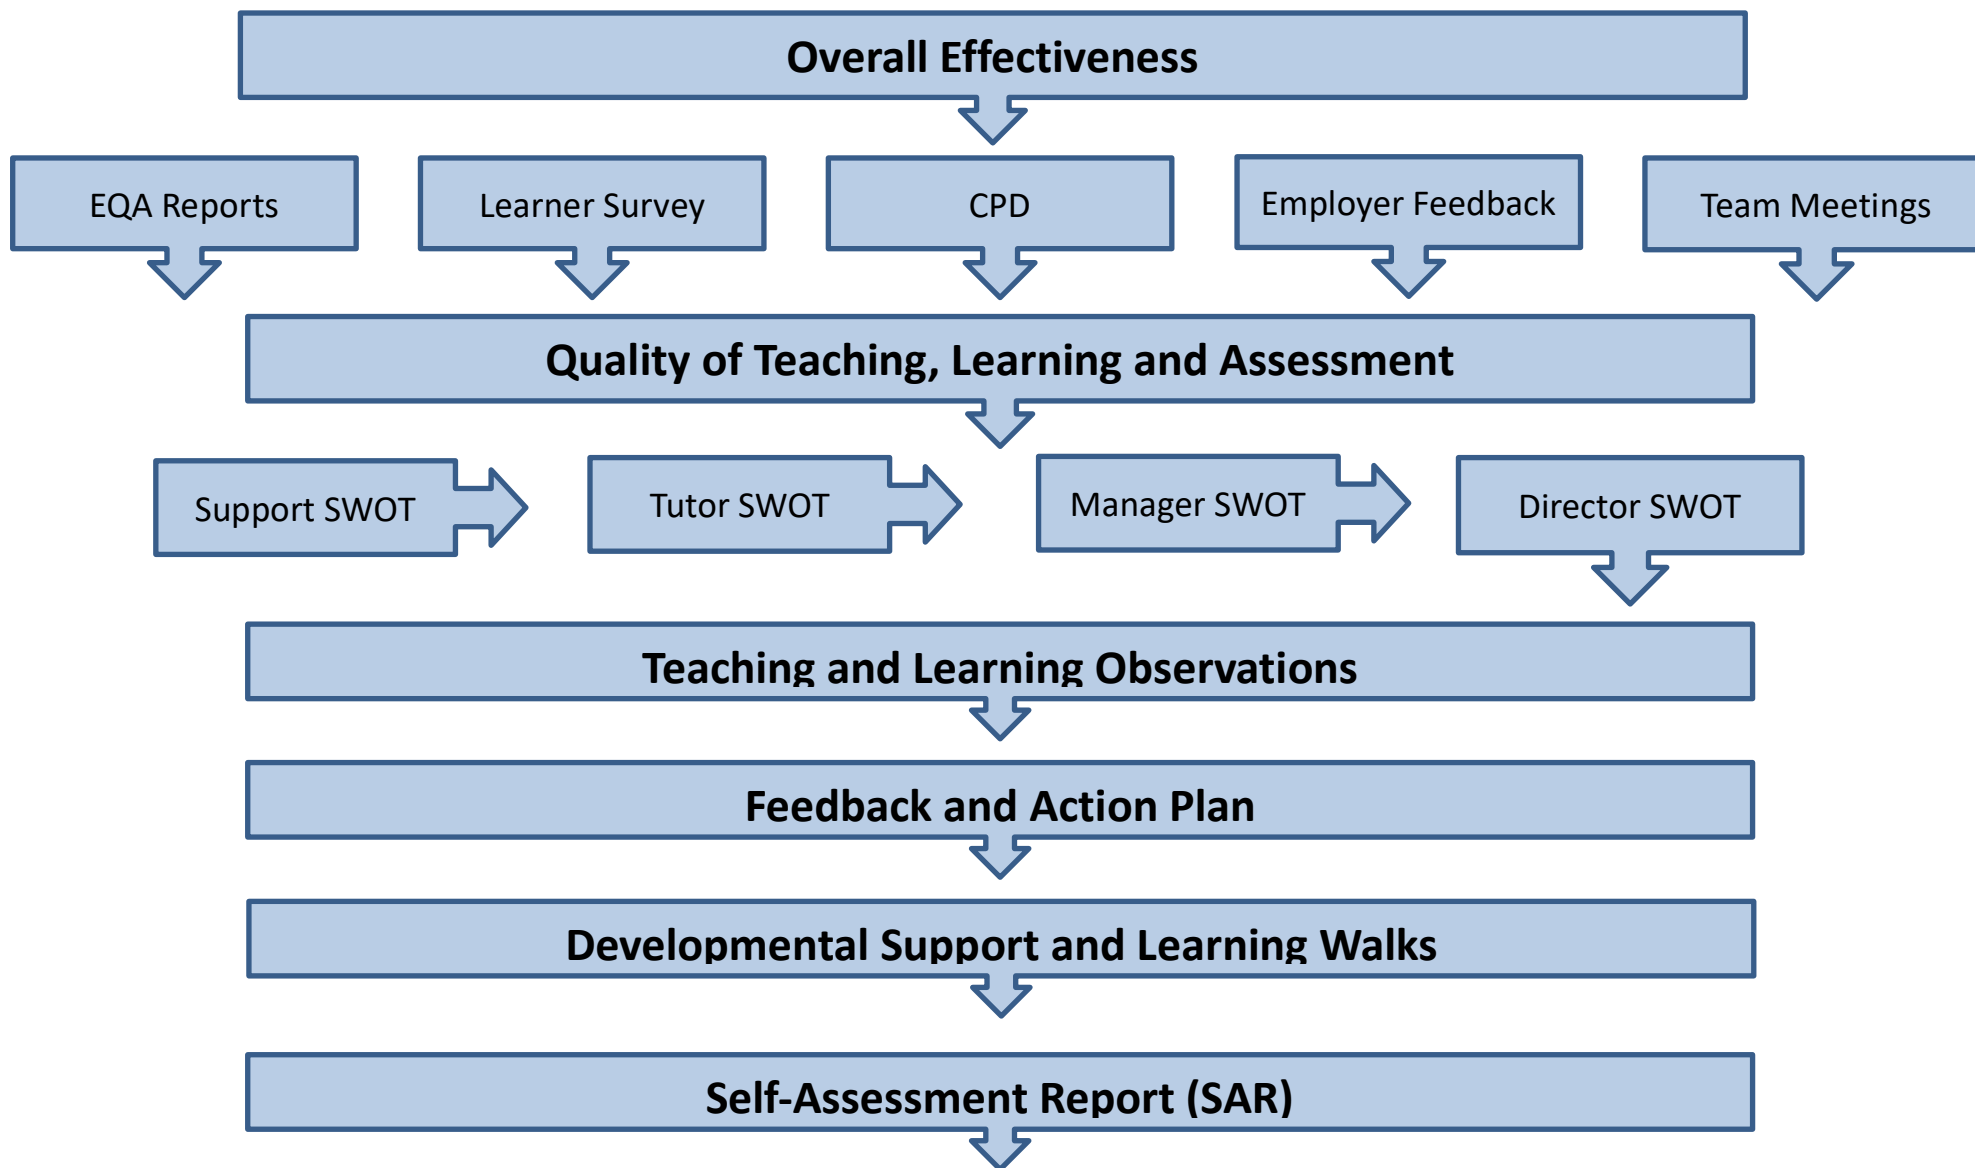 Overall Effectiveness
EQA Reports
Learner Survey
CPD
Employer Feedback
Team Meetings
Quality of Teaching, Learning and Assessment
Support SWOT
Tutor SWOT
Manager SWOT
Director SWOT
Teaching and Learning Observations
Feedback and Action Plan
Developmental Support and Learning Walks
Self-Assessment Report (SAR)